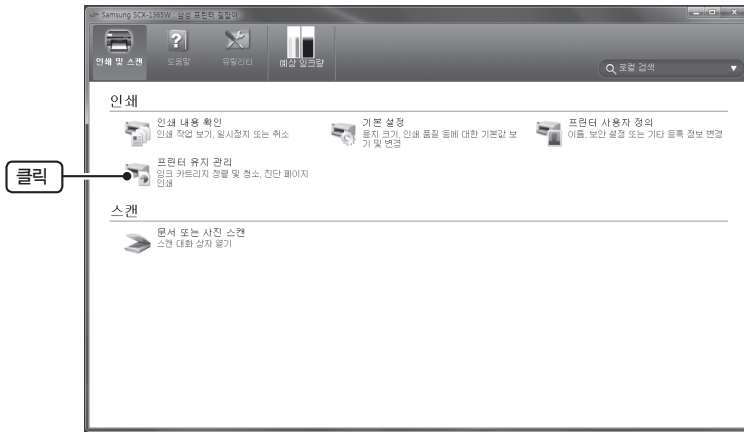 Samsung SCX-1365W : 삼성 프린터 길잡이
인쇄 및 스캔
도움말
유틸리티
예상 잉크량
로컬 검색
인쇄
인쇄 내용 확인
인쇄 작업 보기, 일시정지 또는 취소
기본 설정
용지 크기, 인쇄 품질 등에 대한 기본값 보
기 및 변경
프린터 사용자 정의
이름, 보안 설정 또는 기타 등록 정보 변경
클릭
프린터 유지 관리
잉크 카트리지 정렬 및 청소, 진단 페이지
인쇄
스캔
문서 또는 사진 스캔
스캔 대화 상자 열기